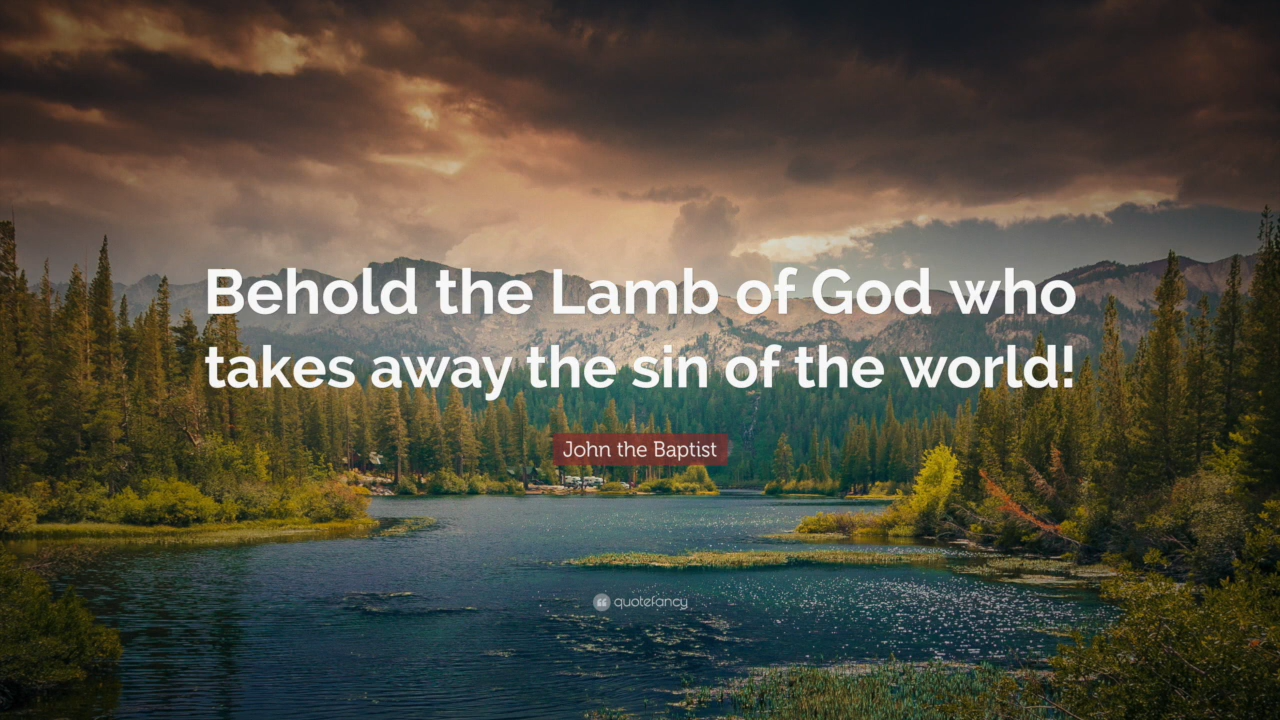 Behold the Lamb of God who
takes away the sin of the world!
John the Baptist
quotefancy